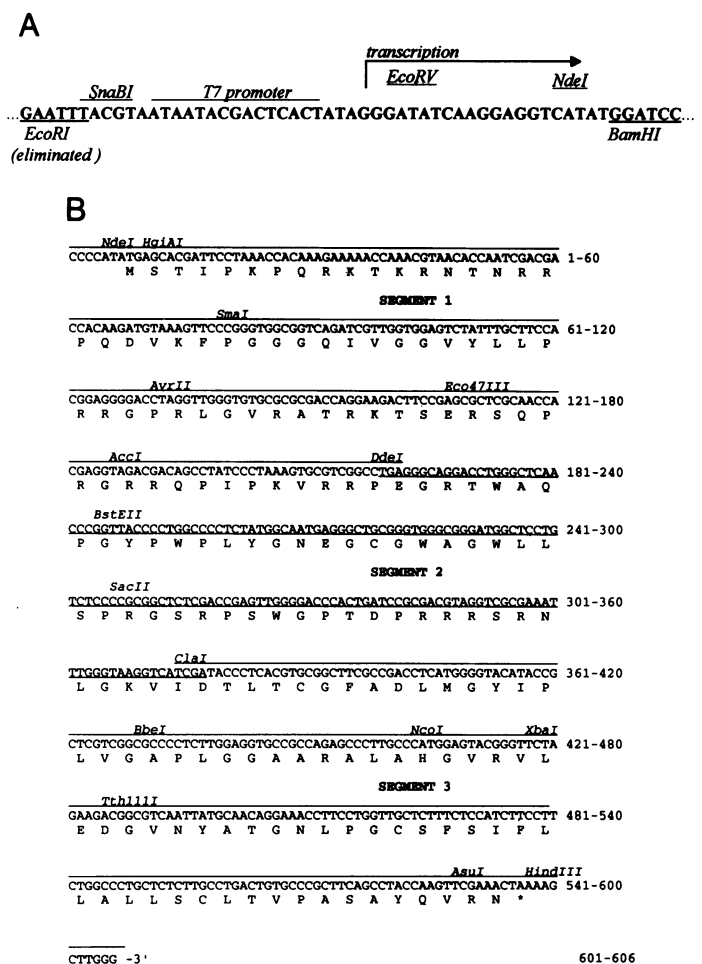 A
transcription
SnaBI T7 promoter EcoRV NdeI
...GAATTTACGTAATAATACGACTCACTATAGGGATATCAAGGAGGTCATATGGATCC...
EcoRI BamHI
(eliminated )
B
NdeI HgiAI
CCCCATATGAGCACGATTCCTAAACCACAAAGAAAAACCAAACGTAACACCAATCGACGA 1-60
M S T I P K P Q R K T K R N T N R R
SEGMENT 1
SmaI
CCACAAGATGTAAAGTTCCCGGGTGGCGGTCAGATCGTTGGTGGAGTCTATTTGCTTCCA 61-120
P Q D V K F P G G G Q I V G G V Y L L P
AvrII Eco47III
CGGAGGGGACCTAGGTTGGGTGTGCGCGCGACCAGGAAGACTTCCGAGCGCTCGCAACCA 121-180
R R G P R L G V R A T R K T S E R S Q P
AccI DdeI
CGAGGTAGACGACAGCCTATCCCTAAAGTGCGTCGGCCTGAGGGCAGGACCTGGGCTCAA 181-240
R G R R Q P I P K V R R P E G R T W A Q
BstEII
CCCGGTTACCCCTGGCCCCTCTATGGCAATGAGGGCTGCGGGTGGGCGGGATGGCTCCTG 241-300
P G Y P W P L Y G N E G C G W A G W L L
SEGMENT 2
SacII
TCTCCCCGCGGCTCTCGACCGAGTTGGGGACCCACTGATCCGCGACGTAGGTCGCGAAAT 301-360
S P R G S R P S W G P T D P R R R S R N
ClaI
TTGGGTAAGGTCATCGATACCCTCACGTGCGGCTTCGCCGACCTCATGGGGTACATACCG 361-420
L G K V I D T L T C G F A D L M G Y I P
BbeI NcoI XbaI
CTCGTCGGCGCCCCTCTTGGAGGTGCCGCCAGAGCCCTTGCCCATGGAGTACGGGTTCTA 421-480
L V G A P L G G A A R A L A H G V R V L
SEGMENT 3
Tth111I
GAAGACGGCGTCAATTATGCAACAGGAAACCTTCCTGGTTGCTCTTTCTCCATCTTCCTT 481-540
E D G V N Y A T G N L P G C S F S I F L
AsuI HindIII
CTGGCCCTGCTCTCTTGCCTGACTGTGCCCGCTTCAGCCTACCAAGTTCGAAACTAAAAG 541-600
L A L L S C L T V P A S A Y Q V R N *
CTTGGG -3' 601-606